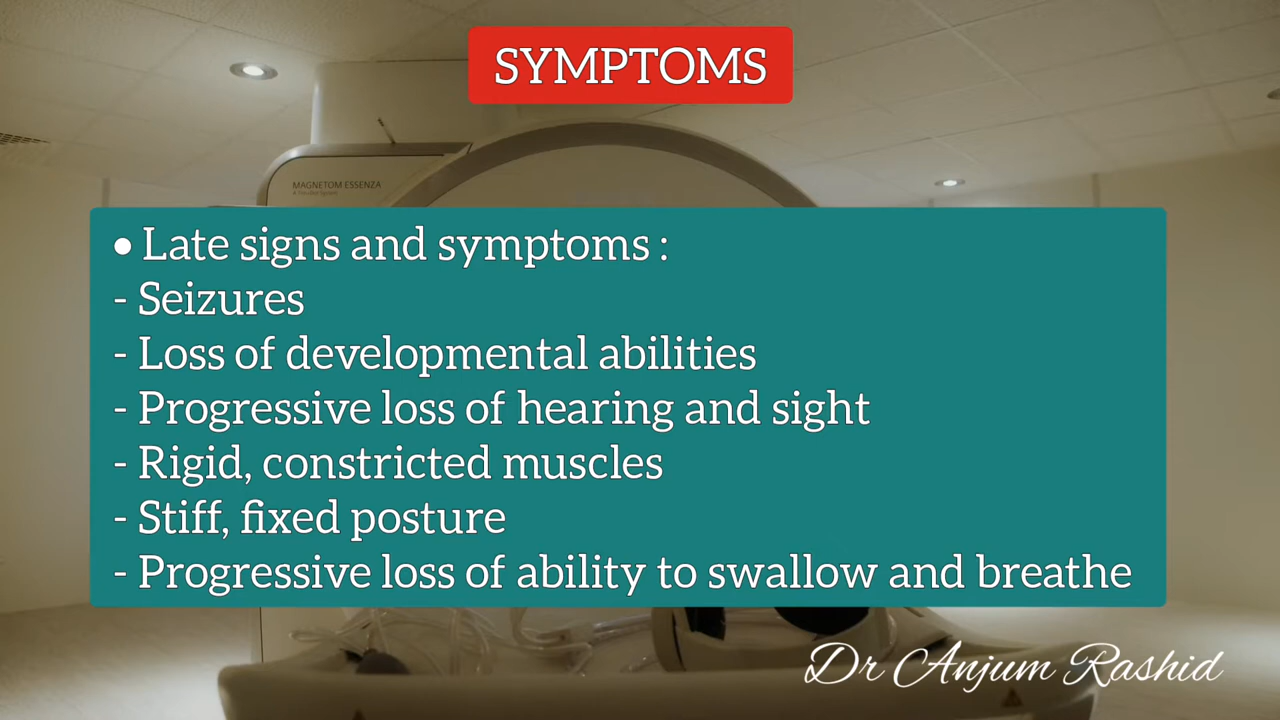 SYMPTOMS
MAGNETOM ESSENZA
• Late signs and symptoms :
- Seizures
- Loss of developmental abilities
- Progressive loss of hearing and sight
- Rigid, constricted muscles
- Stiff, fixed posture
- Progressive loss of ability to swallow and breathe
Dr Anjum Rashid